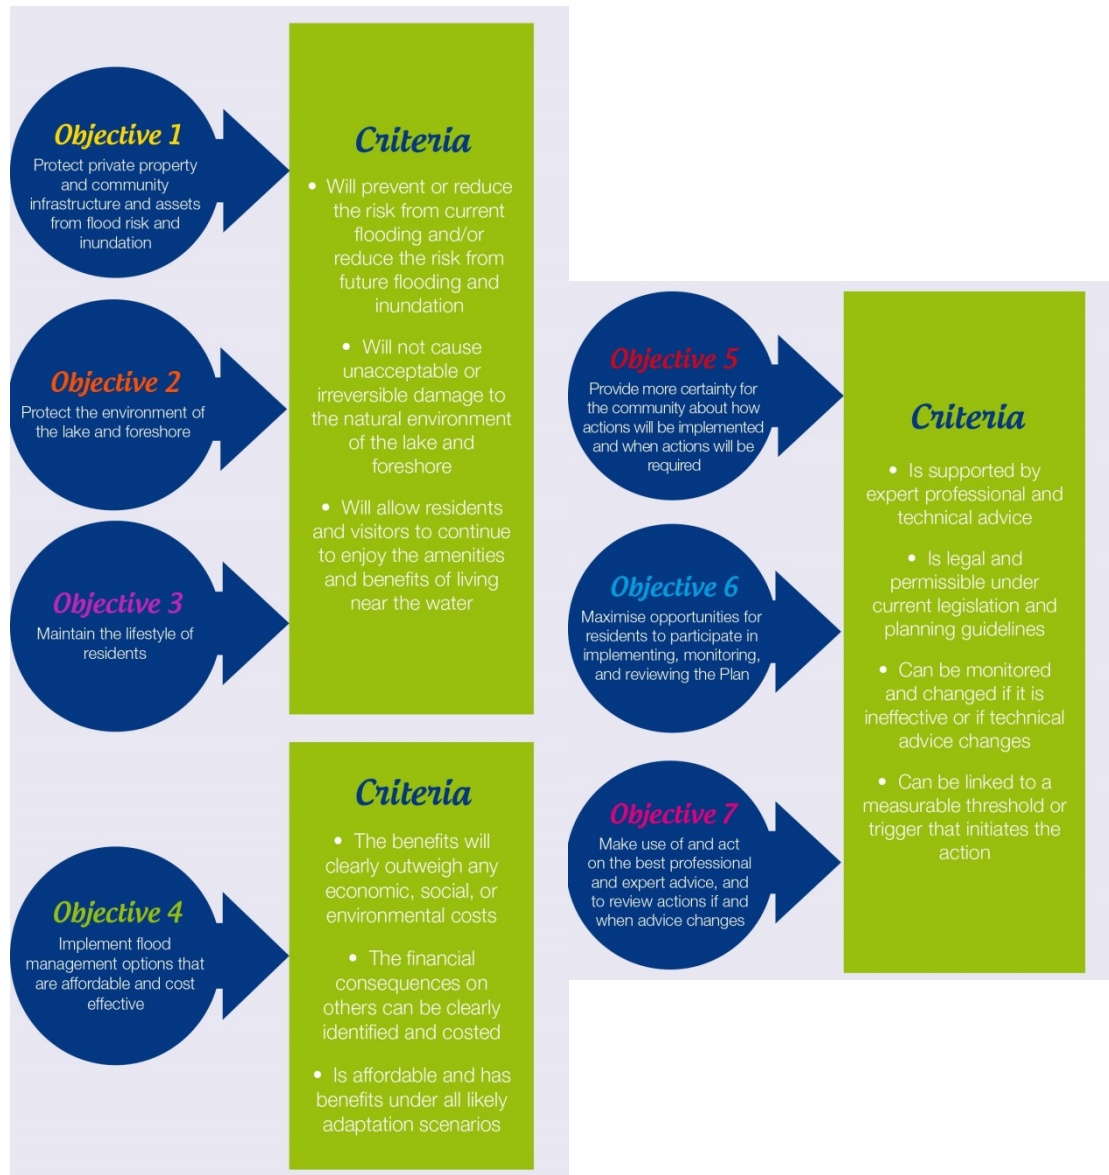 Objective 1
Protect private property
and community
infrastructure and assets
from flood risk and
inundation
Objective 2
Protect the environment of
the lake and foreshore
Objective 3
Maintain the lifestyle of
residents
Criteria
• Will prevent or reduce
the risk from current
flooding and/or
reduce the risk from
future flooding and
inundation
• Will not cause
unacceptable or
irreversible damage to
the natural environment
of the lake and
foreshore
• Will allow residents
and visitors to continue
to enjoy the amenities
and benefits of living
near the water
Objective 4
Implement flood
management options that
are affordable and cost
effective
Criteria
• The benefits will
clearly outweigh any
economic, social, or
environmental costs
• The financial
consequences on
others can be clearly
identified and costed
• Is affordable and has
benefits under all likely
adaptation scenarios
Objective 5
Provide more certainty for
the community about how
actions will be implemented
and when actions will be
required
Objective 6
Maximise opportunities for
residents to participate in
implementing, monitoring,
and reviewing the Plan
Objective 7
Make use of and act
on the best professional
and expert advice, and
to review actions if and
when advice changes
Criteria
• Is supported by
expert professional and
technical advice
• Is legal and
permissible under
current legislation and
planning guidelines
• Can be monitored
and changed if it is
ineffective or if technical
advice changes
• Can be linked to a
measurable threshold or
trigger that initiates the
action